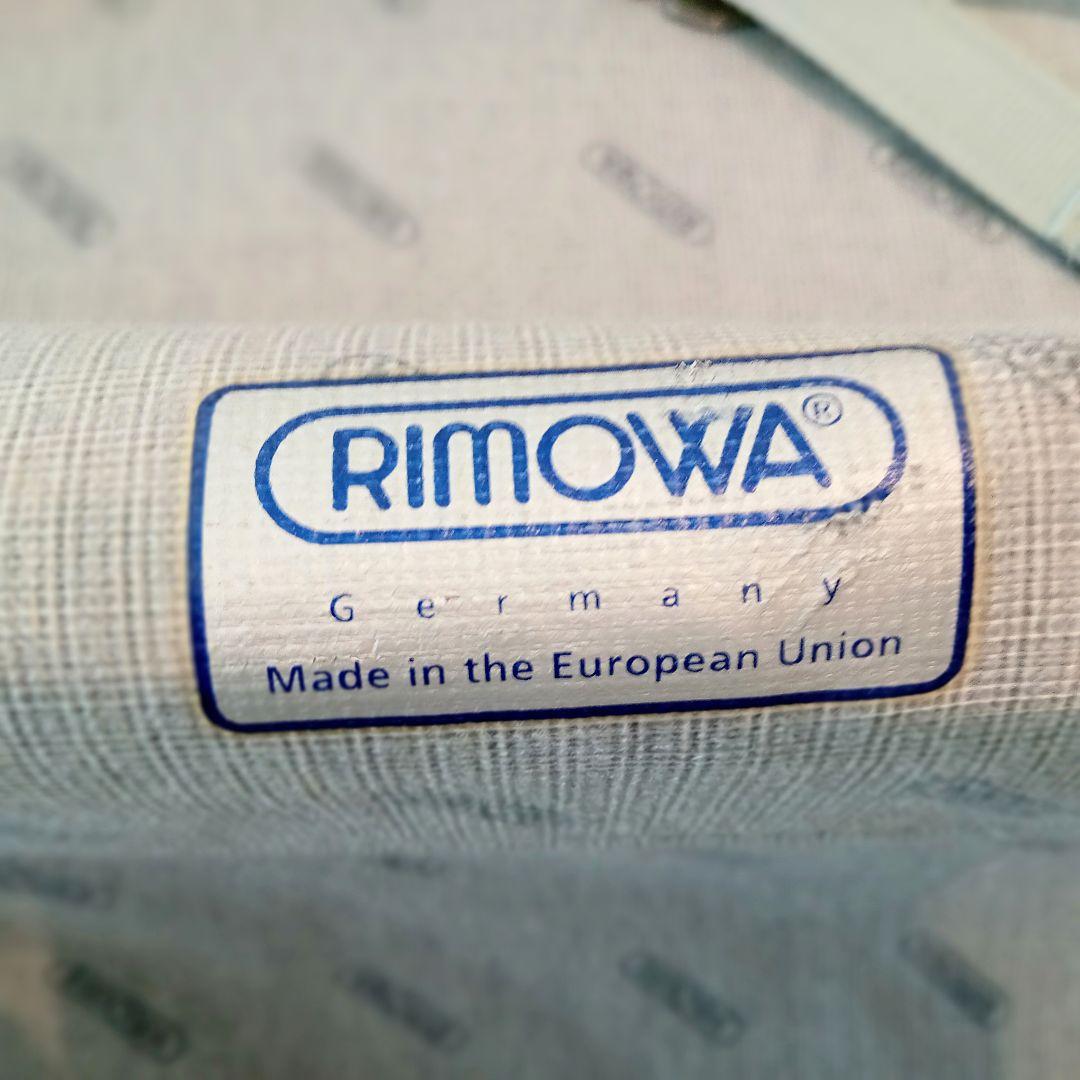 RIMOWA®
Germany
Made in the European Union